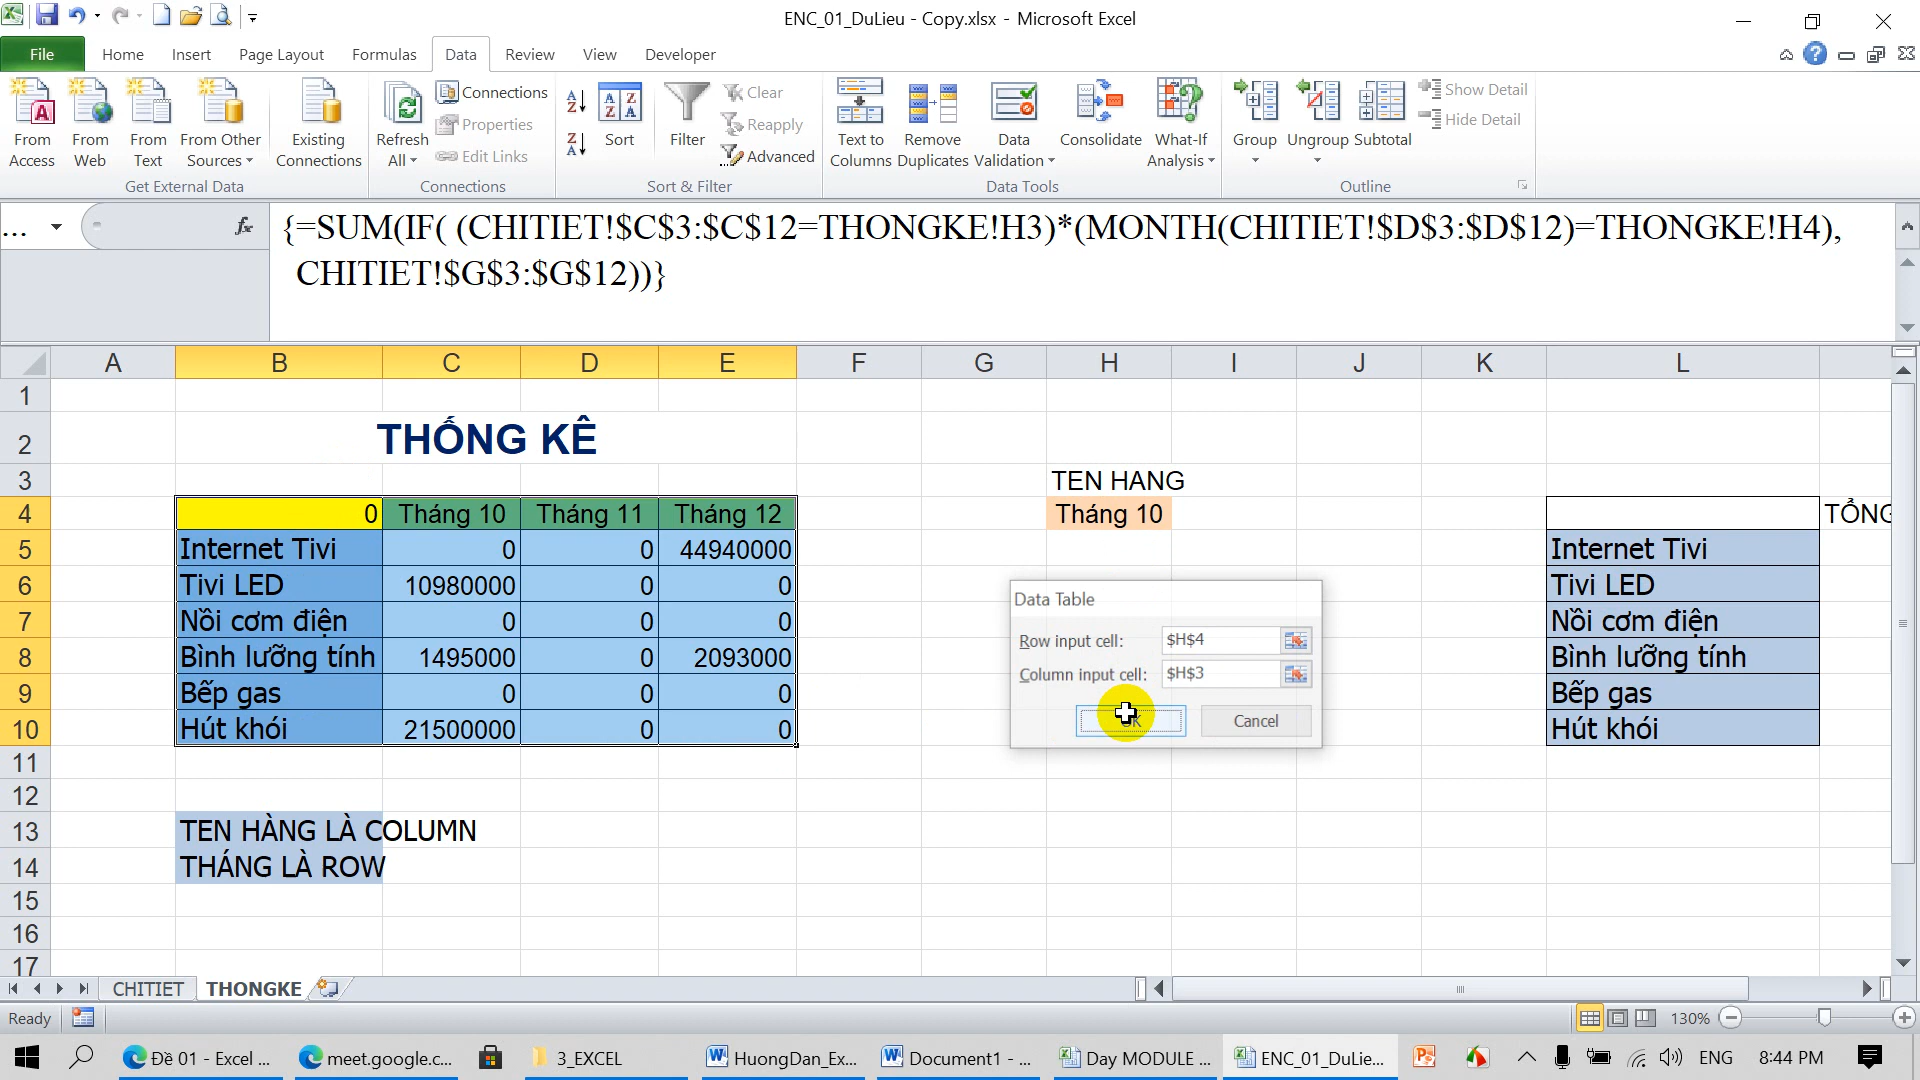 ENC_01_DuLieu - Copy.xlsx - Microsoft Excel
File Home Insert Page Layout Formulas Data Review View Developer
From Access
From Web
From Text
From Other Sources
Existing Connections
Get External Data
Refresh All
Connections
Properties
Edit Links
Connections
Sort
Filter
Clear
Reapply
Advanced
Sort & Filter
Text to Columns
Remove Duplicates
Data Validation
Consolidate
What-If Analysis
Data Tools
Group
Ungroup
Subtotal
Show Detail
Hide Detail
Outline
... fx {=SUM(IF( (CHITIET!$C$3:$C$12=THONGKE!H3)*(MONTH(CHITIET!$D$3:$D$12)=THONGKE!H4),
CHITIET!$G$3:$G$12))}
A B C D E F G H I J K L
1
2 THỐNG KÊ
3 TEN HANG
4 0 Tháng 10 Tháng 11 Tháng 12 Tháng 10 TỔNG
5 Internet Tivi 0 0 44940000 Internet Tivi
6 Tivi LED 10980000 0 0 Tivi LED
7 Nồi cơm điện 0 0 0 Nồi cơm điện
8 Bình lưỡng tính 1495000 0 2093000 Bình lưỡng tính
9 Bếp gas 0 0 0 Bếp gas
10 Hút khói 21500000 0 0 Hút khói
11
12
13 TEN HÀNG LÀ COLUMN
14 THÁNG LÀ ROW
15
16
17
Data Table
Row input cell: $H$4
Column input cell: $H$3
OK Cancel
CHITIET THONGKE
Ready 130%
Đề 01 - Excel ... meet.google.c... 3_EXCEL HuongDan_Ex... Document1 - ... Day MODULE ... ENC_01_DuLie... ENG 8:44 PM